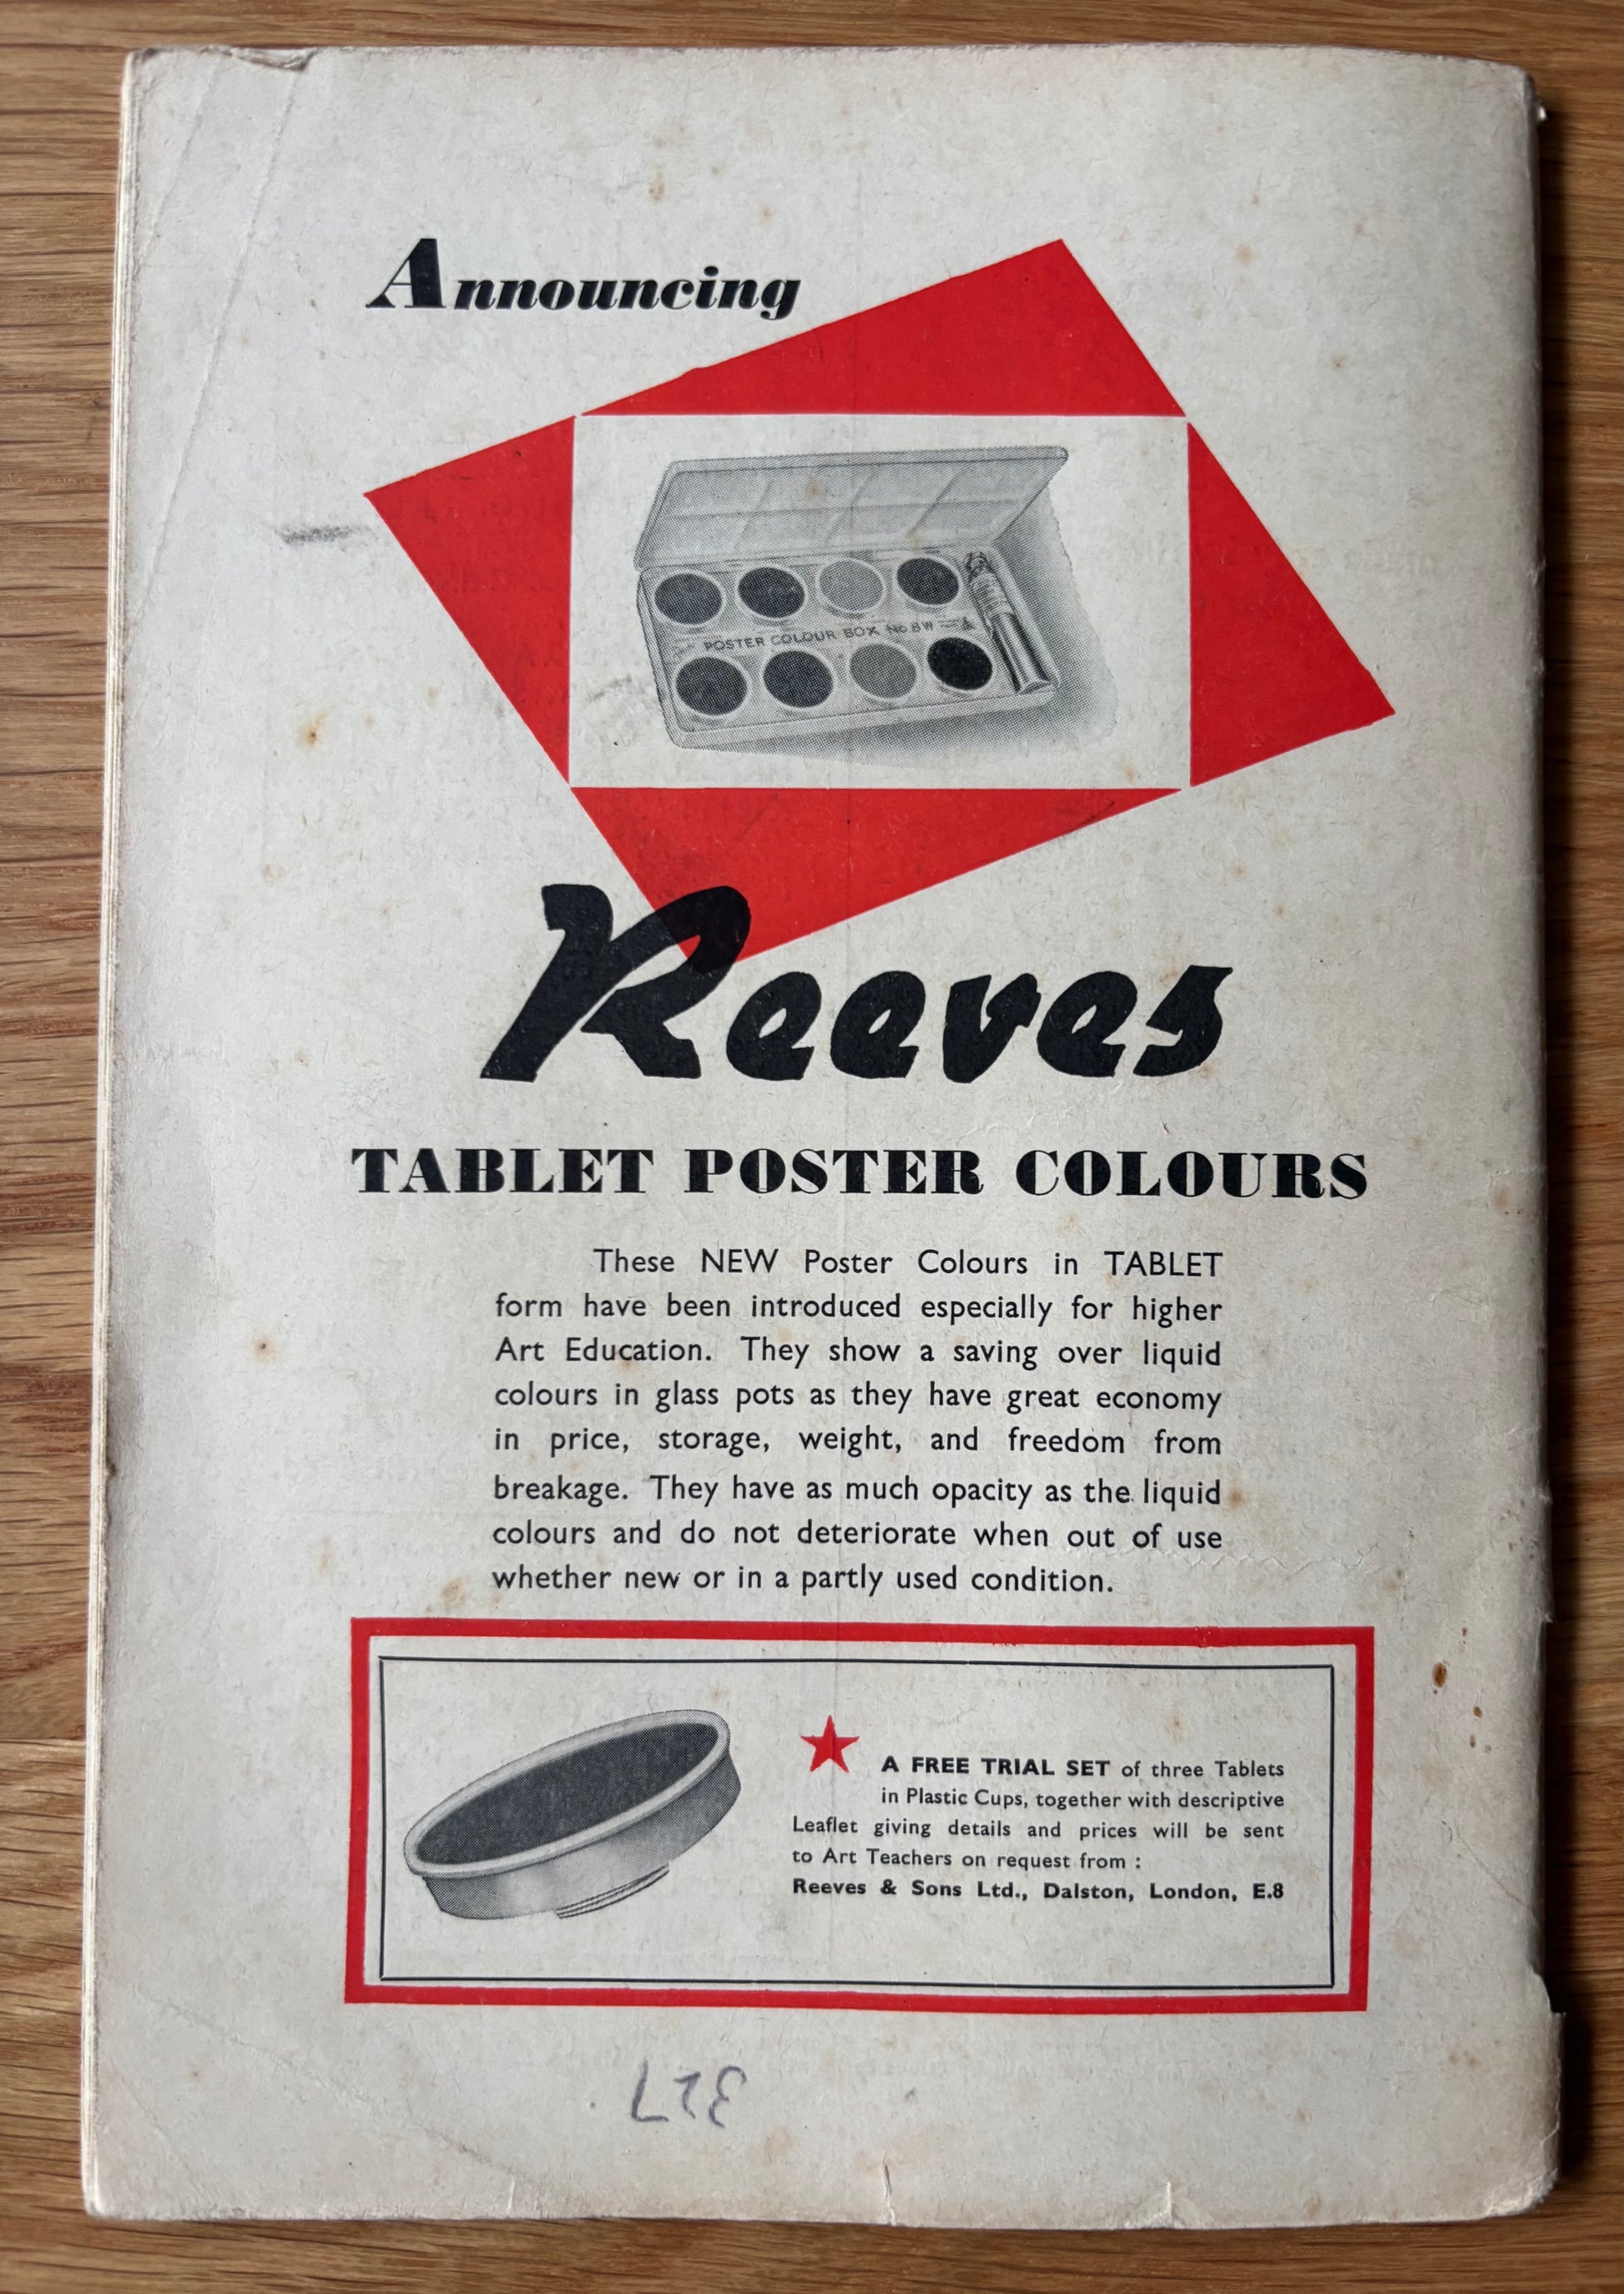 Announcing
POSTER COLOUR BOX No. 8W
Reeves
TABLET POSTER COLOURS
These NEW Poster Colours in TABLET
form have been introduced especially for higher
Art Education. They show a saving over liquid
colours in glass pots as they have great economy
in price, storage, weight, and freedom from
breakage. They have as much opacity as the liquid
colours and do not deteriorate when out of use
whether new or in a partly used condition.
A FREE TRIAL SET of three Tablets
in Plastic Cups, together with descriptive
Leaflet giving details and prices will be sent
to Art Teachers on request from :
Reeves & Sons Ltd., Dalston, London, E.8
327